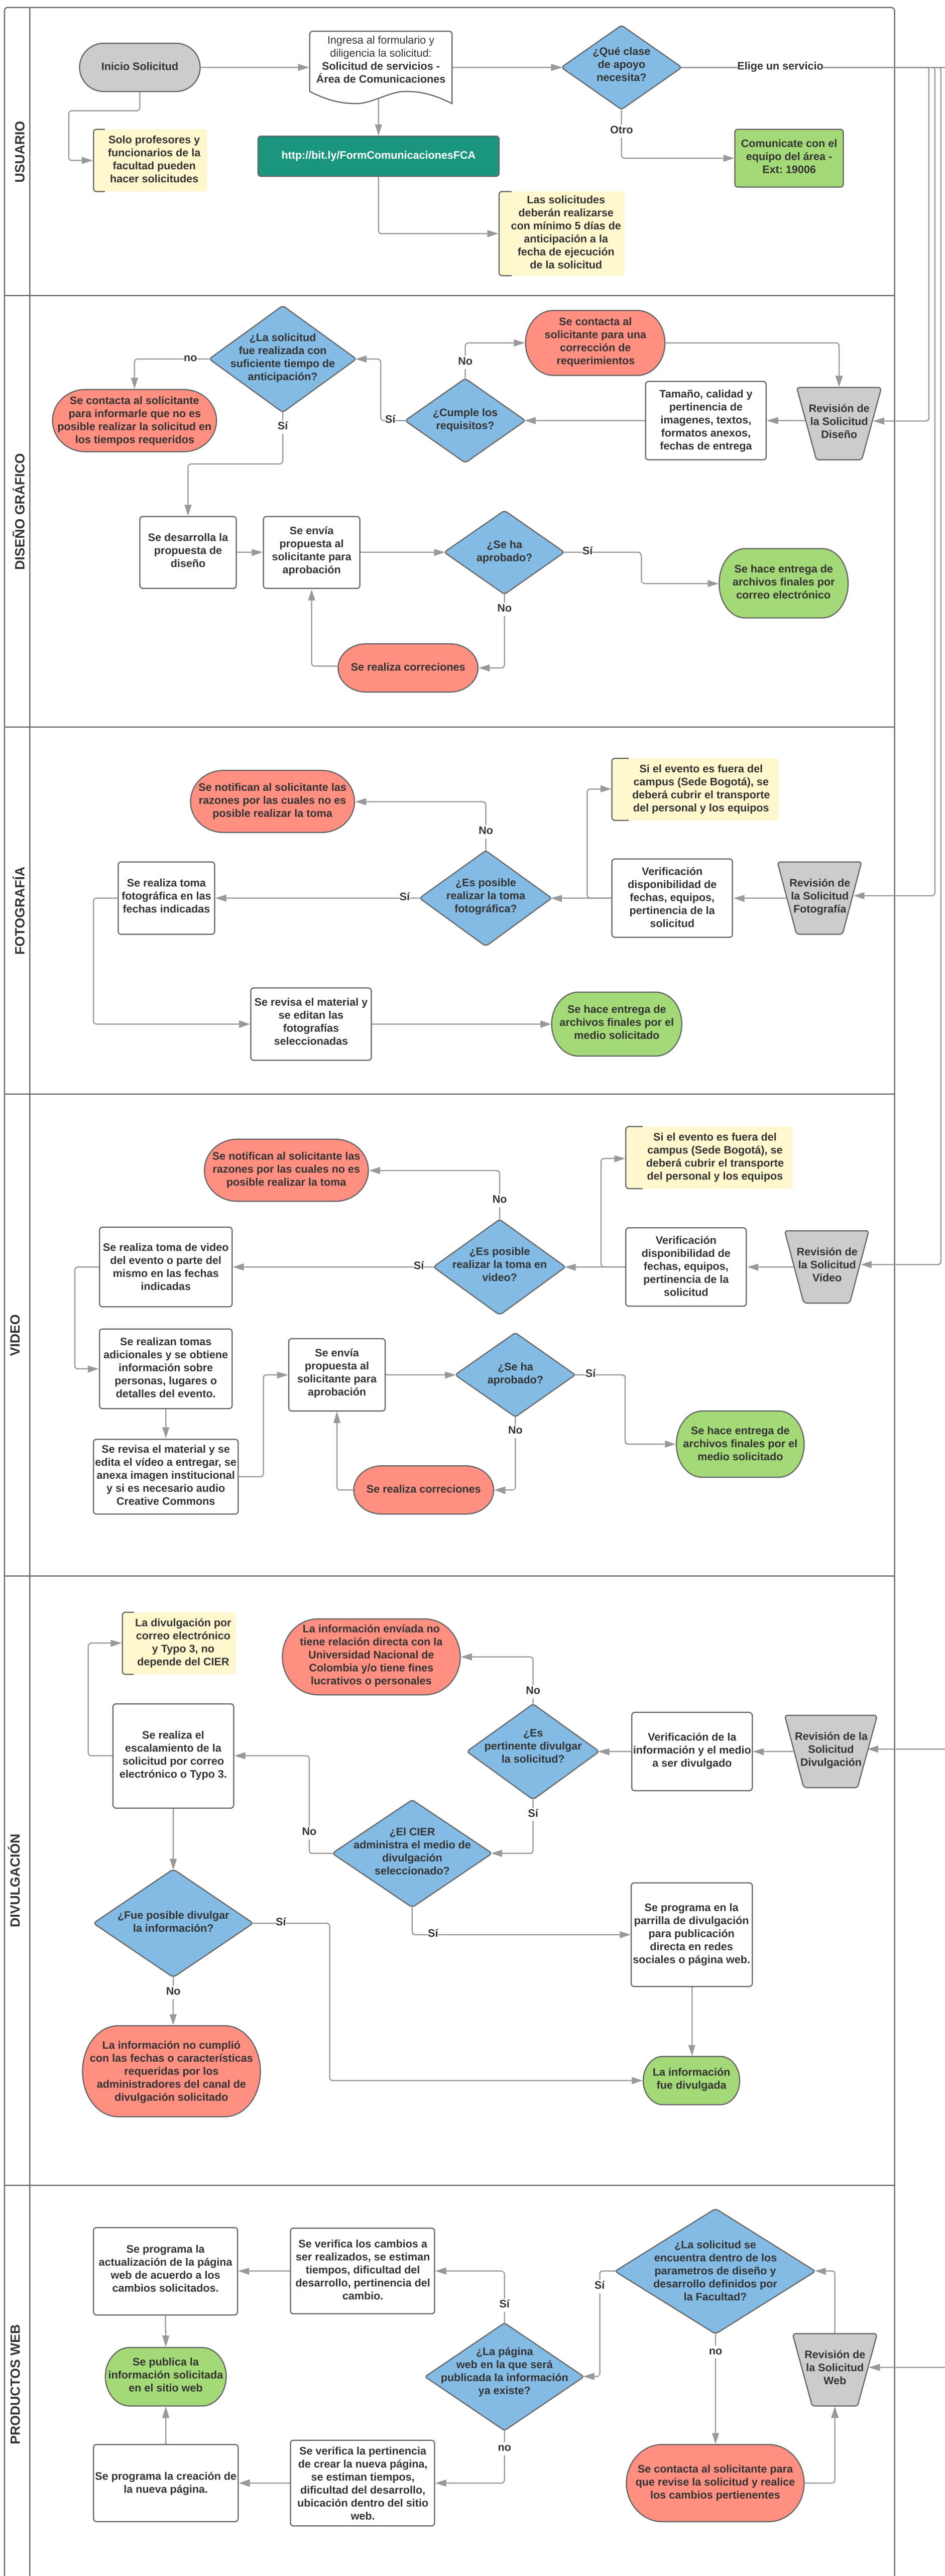 USUARIO
Inicio Solicitud
Ingresa al formulario y
diligencia la solicitud:
Solicitud de servicios -
Área de Comunicaciones
¿Qué clase
de apoyo
necesita?
Elige un servicio
Otro
Solo profesores y
funcionarios de la
facultad pueden
hacer solicitudes
http://bit.ly/FormComunicacionesFCA
Comunicate con el
equipo del área -
Ext: 19006
Las solicitudes
deberán realizarse
con mínimo 5 días de
anticipación a la
fecha de ejecución
de la solicitud
DISEÑO GRÁFICO
¿La solicitud
fue realizada con
suficiente tiempo de
anticipación?
no
Sí
Se contacta al solicitante
para informarle que no es
posible realizar la solicitud en
los tiempos requeridos
No
Se contacta al
solicitante para una
corrección de
requerimientos
¿Cumple los
requisitos?
Sí
Tamaño, calidad y
pertinencia de
imagenes, textos,
formatos anexos,
fechas de entrega
Revisión de
la Solicitud
Diseño
Se desarrolla la
propuesta de
diseño
Se envía
propuesta al
solicitante para
aprobación
¿Se ha
aprobado?
Sí
No
Se hace entrega de
archivos finales por
correo electrónico
Se realiza correciones
FOTOGRAFÍA
Se notifican al solicitante las
razones por las cuales no es
posible realizar la toma
Si el evento es fuera del
campus (Sede Bogotá), se
deberá cubrir el transporte
del personal y los equipos
No
Se realiza toma
fotográfica en las
fechas indicadas
Sí
¿Es posible
realizar la toma
fotográfica?
Verificación
disponibilidad de
fechas, equipos,
pertinencia de la
solicitud
Revisión de
la Solicitud
Fotografía
Se revisa el material y
se editan las
fotografías
seleccionadas
Se hace entrega de
archivos finales por el
medio solicitado
VIDEO
Se notifican al solicitante las
razones por las cuales no es
posible realizar la toma
Si el evento es fuera del
campus (Sede Bogotá), se
deberá cubrir el transporte
del personal y los equipos
No
Se realiza toma de video
del evento o parte del
mismo en las fechas
indicadas
Sí
¿Es posible
realizar la toma en
video?
Verificación
disponibilidad de
fechas, equipos,
pertinencia de la
solicitud
Revisión de
la Solicitud
Video
Se realizan tomas
adicionales y se obtiene
información sobre
personas, lugares o
detalles del evento.
Se envía
propuesta al
solicitante para
aprobación
¿Se ha
aprobado?
Sí
No
Se revisa el material y se
edita el vídeo a entregar, se
anexa imagen institucional
y si es necesario audio
Creative Commons
Se realiza correciones
Se hace entrega de
archivos finales por el
medio solicitado
DIVULGACIÓN
La divulgación por
correo electrónico
y Typo 3, no
depende del CIER
La información envíada no
tiene relación directa con la
Universidad Nacional de
Colombia y/o tiene fines
lucrativos o personales
No
Se realiza el
escalamiento de la
solicitud por correo
electrónico o Typo 3.
¿Es
pertinente divulgar
la solicitud?
Verificación de la
información y el medio
a ser divulgado
Revisión de la
Solicitud
Divulgación
Sí
No
¿El CIER
administra el medio de
divulgación
seleccionado?
Sí
¿Fue posible divulgar
la información?
Sí
No
Se programa en la
parrilla de divulgación
para publicación
directa en redes
sociales o página web.
La información no cumplió
con las fechas o características
requeridas por los
administradores del canal de
divulgación solicitado
La información
fue divulgada
PRODUCTOS WEB
Se programa la
actualización de la página
web de acuerdo a los
cambios solicitados.
Se verifica los cambios a
ser realizados, se estiman
tiempos, dificultad del
desarrollo, pertinencia del
cambio.
¿La solicitud se
encuentra dentro de los
parametros de diseño y
desarrollo definidos por
la Facultad?
Sí
Sí
no
Se publica la
información solicitada
en el sitio web
¿La página
web en la que será
publicada la información
ya existe?
Revisión de
la Solicitud
Web
no
Se programa la creación de
la nueva página.
Se verifica la pertinencia
de crear la nueva página,
se estiman tiempos,
dificultad del desarrollo,
ubicación dentro del sitio
web.
Se contacta al solicitante para
que revise la solicitud y realice
los cambios pertienentes